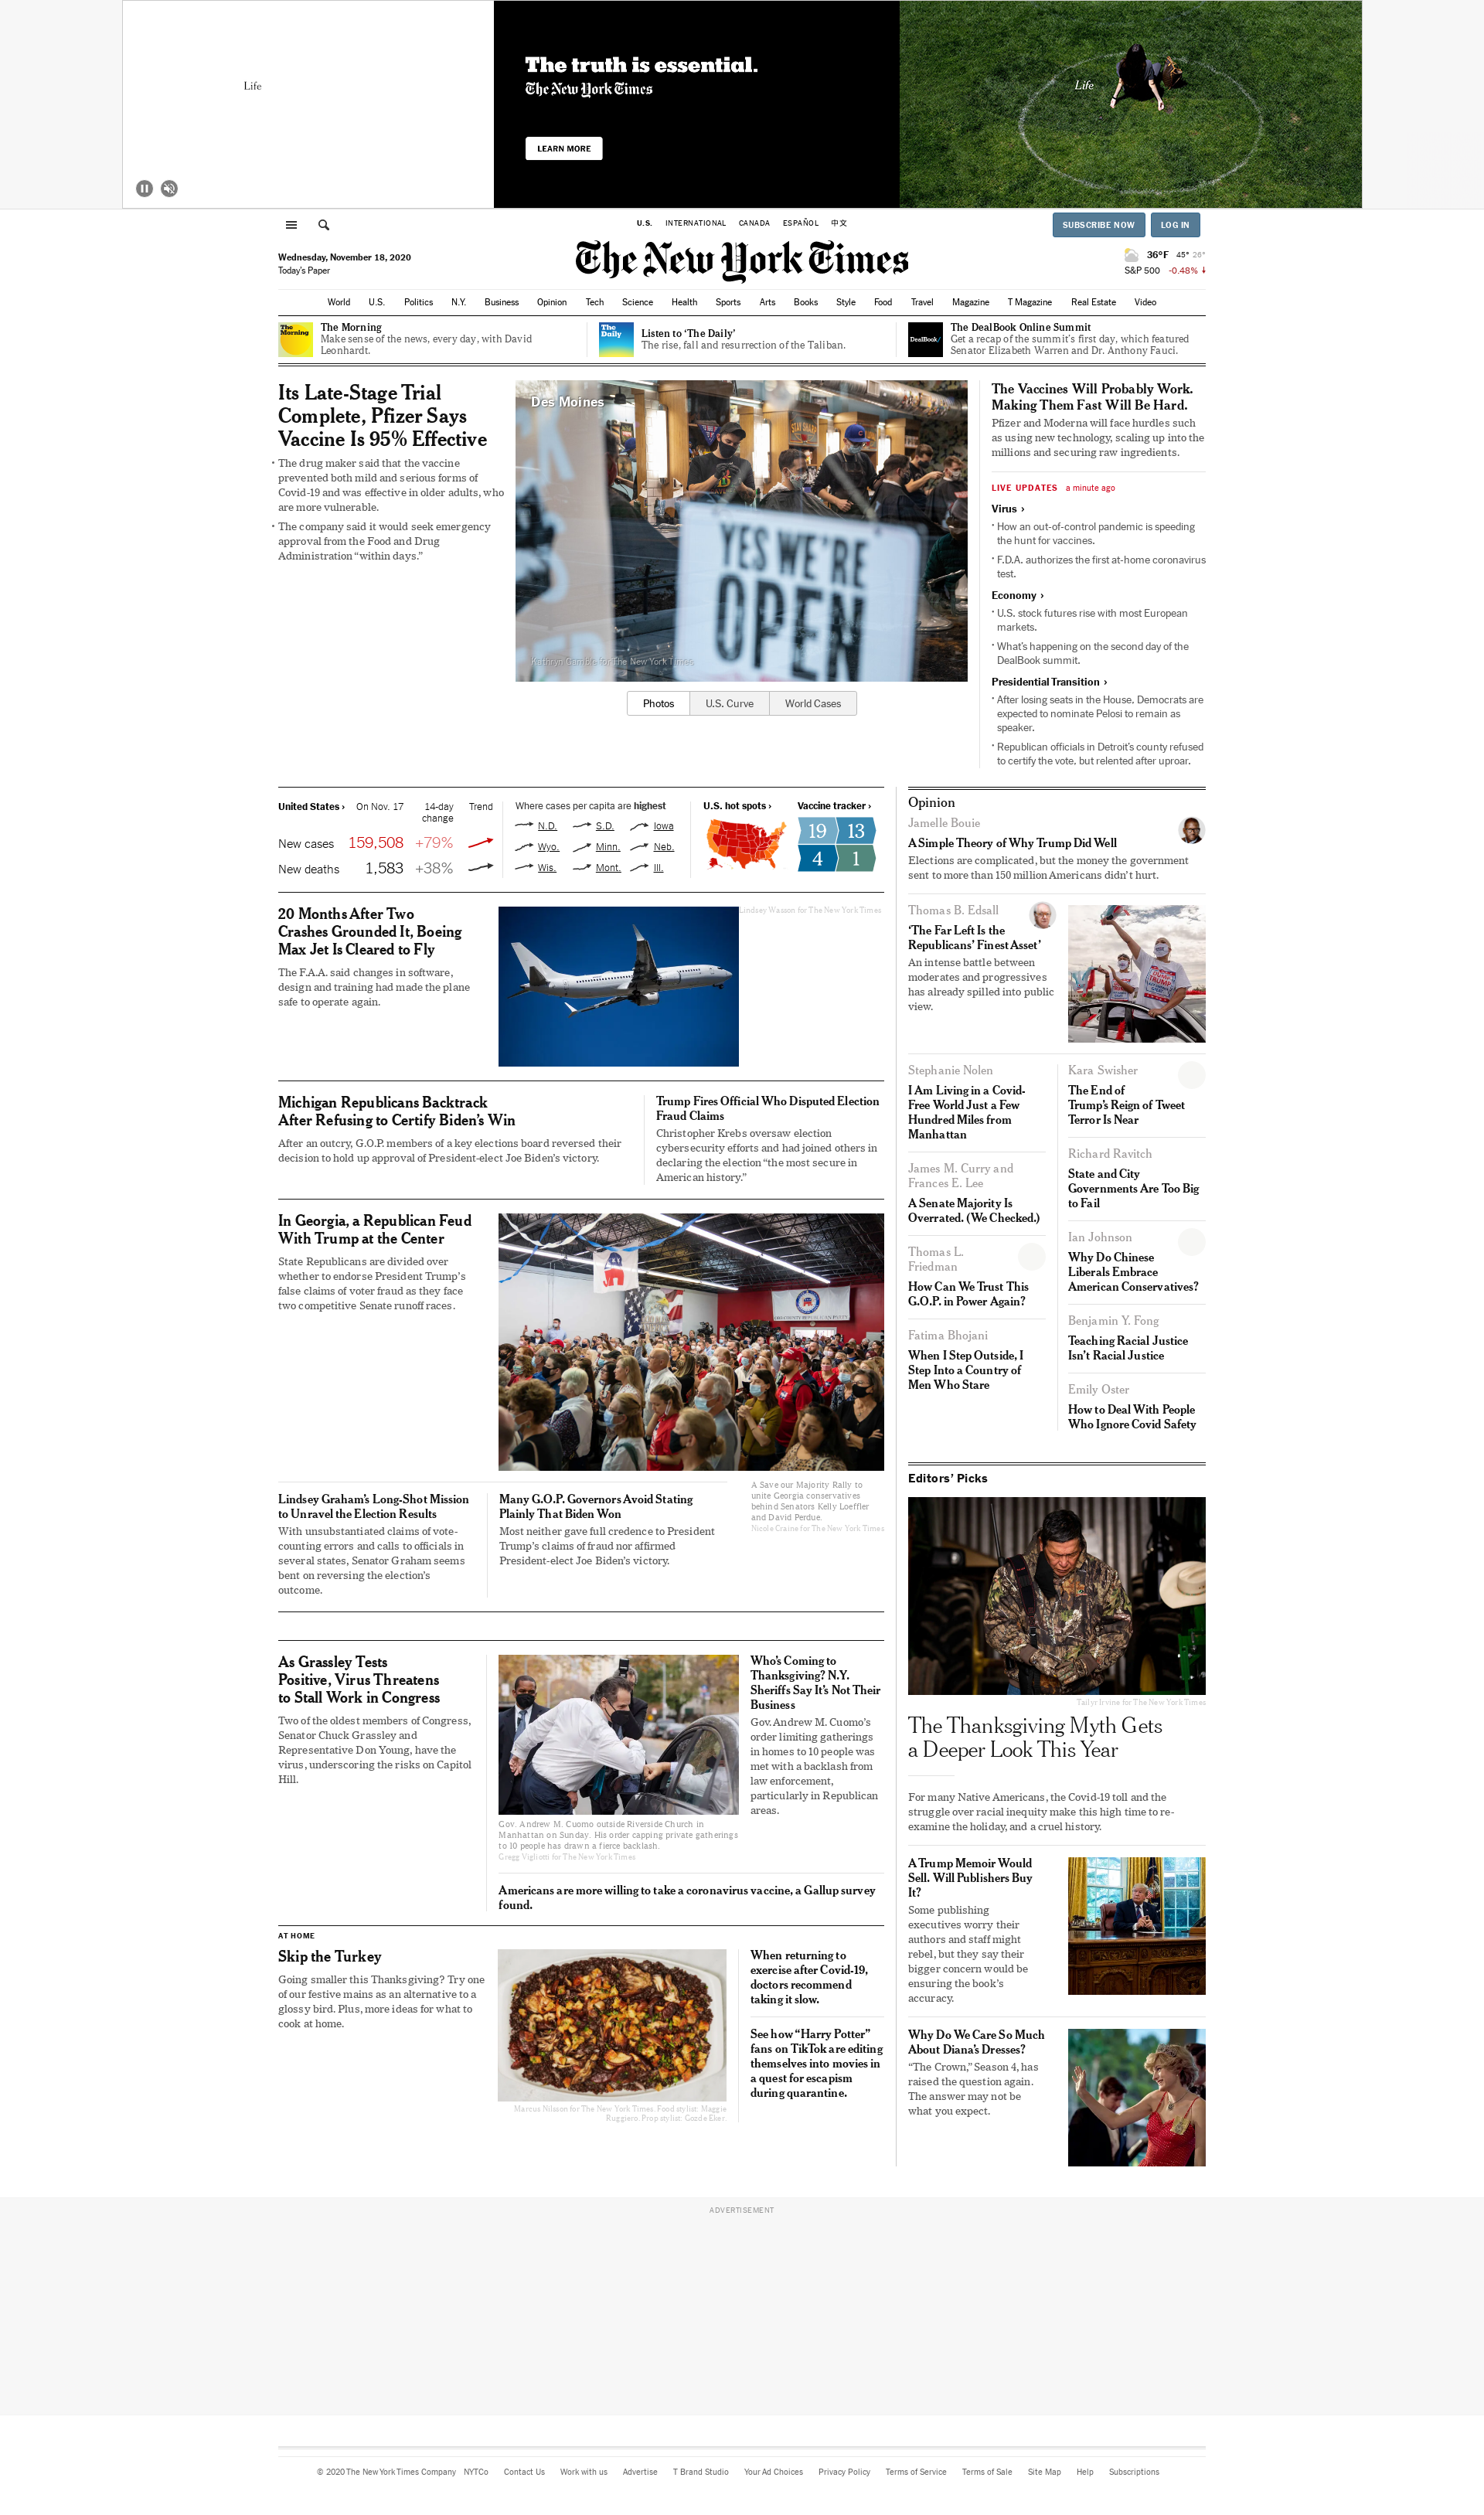 Life
The truth is essential.
The New York Times
LEARN MORE
Life
U.S. INTERNATIONAL CANADA ESPAÑOL 中文
SUBSCRIBE NOW LOG IN
Wednesday, November 18, 2020
Today's Paper
The New York Times
36°F 45° 26°
S&P 500 -0.48%
World U.S. Politics N.Y. Business Opinion Tech Science Health Sports Arts Books Style Food Travel Magazine T Magazine Real Estate Video
The Morning
The Morning
Make sense of the news, every day, with David
Leonhardt.
The Daily
Listen to ‘The Daily’
The rise, fall and resurrection of the Taliban.
DealBook/
The DealBook Online Summit
Get a recap of the summit's first day, which featured
Senator Elizabeth Warren and Dr. Anthony Fauci.
Its Late-Stage Trial
Complete, Pfizer Says
Vaccine Is 95% Effective
• The drug maker said that the vaccine
prevented both mild and serious forms of
Covid-19 and was effective in older adults, who
are more vulnerable.
• The company said it would seek emergency
approval from the Food and Drug
Administration “within days.”
Des Moines
YES WE'RE
OPEN
Kathryn Gamble for The New York Times
Photos U.S. Curve World Cases
The Vaccines Will Probably Work.
Making Them Fast Will Be Hard.
Pfizer and Moderna will face hurdles such
as using new technology, scaling up into the
millions and securing raw ingredients.
LIVE UPDATES a minute ago
Virus ›
• How an out-of-control pandemic is speeding
the hunt for vaccines.
• F.D.A. authorizes the first at-home coronavirus
test.
Economy ›
• U.S. stock futures rise with most European
markets.
• What's happening on the second day of the
DealBook summit.
Presidential Transition ›
• After losing seats in the House, Democrats are
expected to nominate Pelosi to remain as
speaker.
• Republican officials in Detroit's county refused
to certify the vote, but relented after uproar.
United States › On Nov. 17 14-day
change Trend
New cases 159,508 +79%
New deaths 1,583 +38%
Where cases per capita are highest
N.D. S.D. Iowa
Wyo. Minn. Neb.
Wis. Mont. Ill.
U.S. hot spots ›
Vaccine tracker ›
19 13
4 1
20 Months After Two
Crashes Grounded It, Boeing
Max Jet Is Cleared to Fly
The F.A.A. said changes in software,
design and training had made the plane
safe to operate again.
Lindsey Wasson for The New York Times
Michigan Republicans Backtrack
After Refusing to Certify Biden’s Win
After an outcry, G.O.P. members of a key elections board reversed their
decision to hold up approval of President-elect Joe Biden’s victory.
Trump Fires Official Who Disputed Election
Fraud Claims
Christopher Krebs oversaw election
cybersecurity efforts and had joined others in
declaring the election “the most secure in
American history.”
In Georgia, a Republican Feud
With Trump at the Center
State Republicans are divided over
whether to endorse President Trump’s
false claims of voter fraud as they face
two competitive Senate runoff races.
A Save our Majority Rally to
unite Georgia conservatives
behind Senators Kelly Loeffler
and David Perdue.
Nicole Craine for The New York Times
Lindsey Graham’s Long-Shot Mission
to Unravel the Election Results
With unsubstantiated claims of vote-
counting errors and calls to officials in
several states, Senator Graham seems
bent on reversing the election’s
outcome.
Many G.O.P. Governors Avoid Stating
Plainly That Biden Won
Most neither gave full credence to President
Trump’s claims of fraud nor affirmed
President-elect Joe Biden’s victory.
As Grassley Tests
Positive, Virus Threatens
to Stall Work in Congress
Two of the oldest members of Congress,
Senator Chuck Grassley and
Representative Don Young, have the
virus, underscoring the risks on Capitol
Hill.
Gov. Andrew M. Cuomo outside Riverside Church in
Manhattan on Sunday. His order capping private gatherings
to 10 people has drawn a fierce backlash.
Gregg Vigliotti for The New York Times
Who’s Coming to
Thanksgiving? N.Y.
Sheriffs Say It’s Not Their
Business
Gov. Andrew M. Cuomo’s
order limiting gatherings
in homes to 10 people was
met with a backlash from
law enforcement,
particularly in Republican
areas.
Americans are more willing to take a coronavirus vaccine, a Gallup survey
found.
AT HOME
Skip the Turkey
Going smaller this Thanksgiving? Try one
of our festive mains as an alternative to a
glossy bird. Plus, more ideas for what to
cook at home.
Marcus Nilsson for The New York Times. Food stylist: Maggie
Ruggiero. Prop stylist: Gozde Eker.
When returning to
exercise after Covid-19,
doctors recommend
taking it slow.
See how “Harry Potter”
fans on TikTok are editing
themselves into movies in
a quest for escapism
during quarantine.
Opinion
Jamelle Bouie
A Simple Theory of Why Trump Did Well
Elections are complicated, but the money the government
sent to more than 150 million Americans didn’t hurt.
Thomas B. Edsall
‘The Far Left Is the
Republicans’ Finest Asset’
An intense battle between
moderates and progressives
has already spilled into public
view.
Stephanie Nolen
I Am Living in a Covid-
Free World Just a Few
Hundred Miles from
Manhattan
James M. Curry and
Frances E. Lee
A Senate Majority Is
Overrated. (We Checked.)
Thomas L.
Friedman
How Can We Trust This
G.O.P. in Power Again?
Fatima Bhojani
When I Step Outside, I
Step Into a Country of
Men Who Stare
Kara Swisher
The End of
Trump’s Reign of Tweet
Terror Is Near
Richard Ravitch
State and City
Governments Are Too Big
to Fail
Ian Johnson
Why Do Chinese
Liberals Embrace
American Conservatives?
Benjamin Y. Fong
Teaching Racial Justice
Isn’t Racial Justice
Emily Oster
How to Deal With People
Who Ignore Covid Safety
Editors’ Picks
Tailyr Irvine for The New York Times
The Thanksgiving Myth Gets
a Deeper Look This Year
For many Native Americans, the Covid-19 toll and the
struggle over racial inequity make this high time to re-
examine the holiday, and a cruel history.
A Trump Memoir Would
Sell. Will Publishers Buy
It?
Some publishing
executives worry their
authors and staff might
rebel, but they say their
bigger concern would be
ensuring the book’s
accuracy.
Why Do We Care So Much
About Diana’s Dresses?
“The Crown,” Season 4, has
raised the question again.
The answer may not be
what you expect.
ADVERTISEMENT
© 2020 The New York Times Company NYTCo Contact Us Work with us Advertise T Brand Studio Your Ad Choices Privacy Policy Terms of Service Terms of Sale Site Map Help Subscriptions